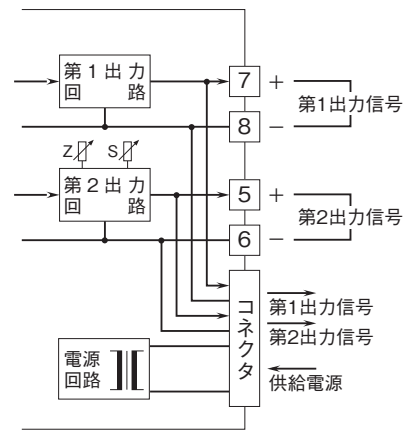 第1出力
回 路
7 +
第1出力信号
8 −
Z S
第2出力
回 路
5 +
第2出力信号
6 −
コネクタ
第1出力信号
第2出力信号
供給電源
電源
回路